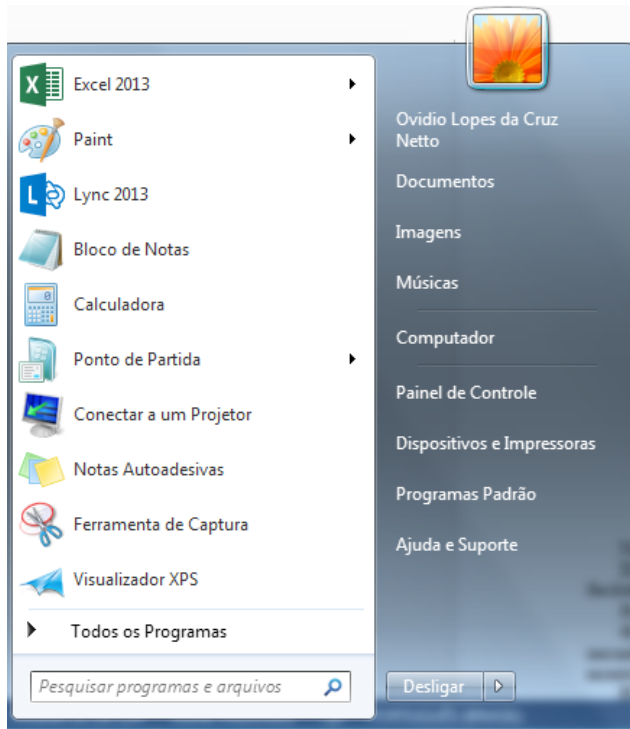 Excel 2013
Paint
Lync 2013
Bloco de Notas
Calculadora
Ponto de Partida
Conectar a um Projetor
Notas Autoadesivas
Ferramenta de Captura
Visualizador XPS
Todos os Programas
Pesquisar programas e arquivos
Ovidio Lopes da Cruz
Netto
Documentos
Imagens
Músicas
Computador
Painel de Controle
Dispositivos e Impressoras
Programas Padrão
Ajuda e Suporte
Desligar